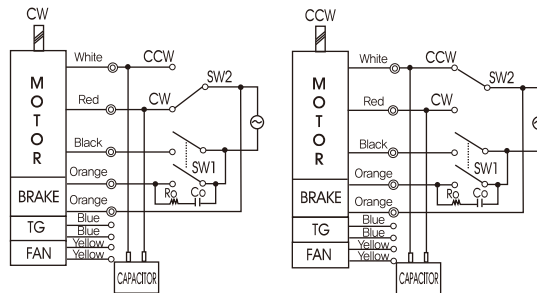 CW
White
CCW
SW2
Red
CW
MOTOR
Black
SW1
Orange
Ro
Co
BRAKE
Orange
TG
Blue
Blue
FAN
Yellow
Yellow
CAPACITOR
CCW
White
CCW
SW2
Red
CW
MOTOR
Black
SW1
Orange
Ro
Co
BRAKE
Orange
TG
Blue
Blue
FAN
Yellow
Yellow
CAPACITOR